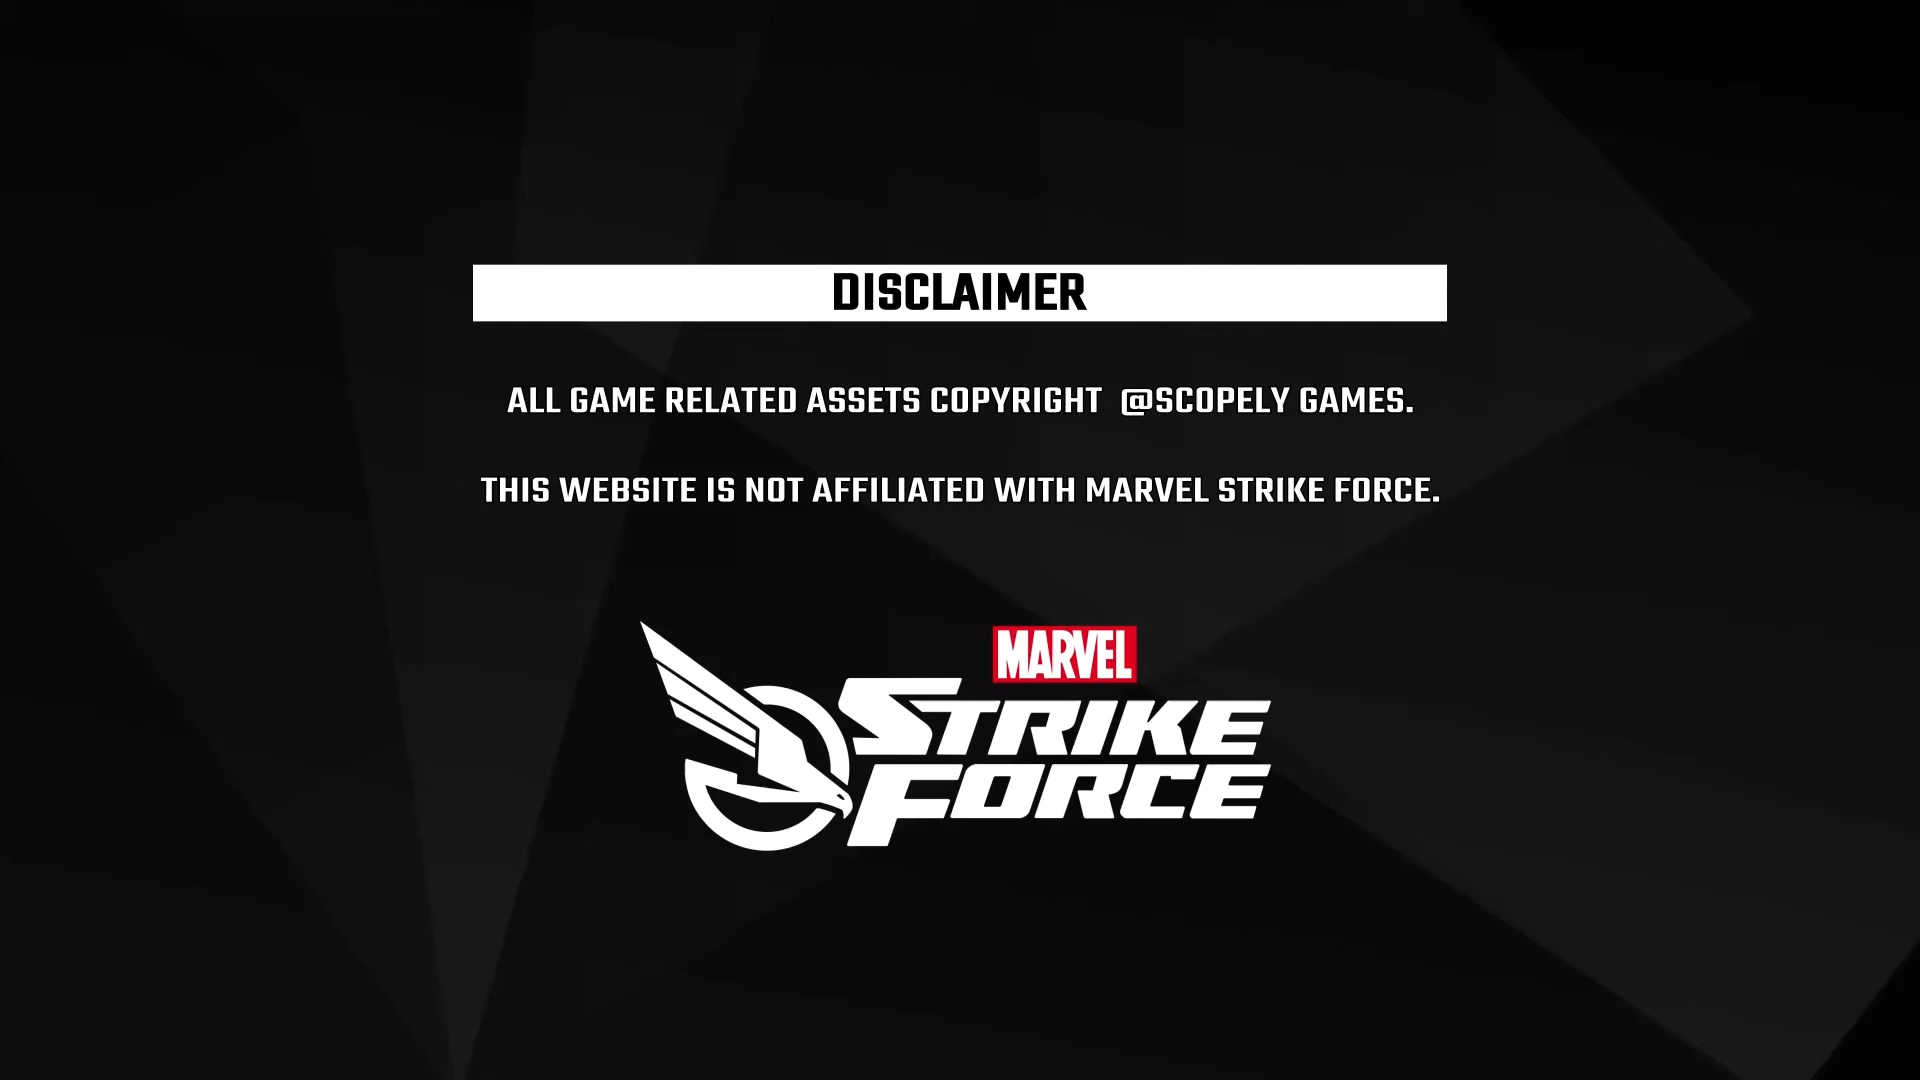 DISCLAIMER
ALL GAME RELATED ASSETS COPYRIGHT @SCOPELY GAMES.
THIS WEBSITE IS NOT AFFILIATED WITH MARVEL STRIKE FORCE.
MARVEL
STRIKE
FORCE